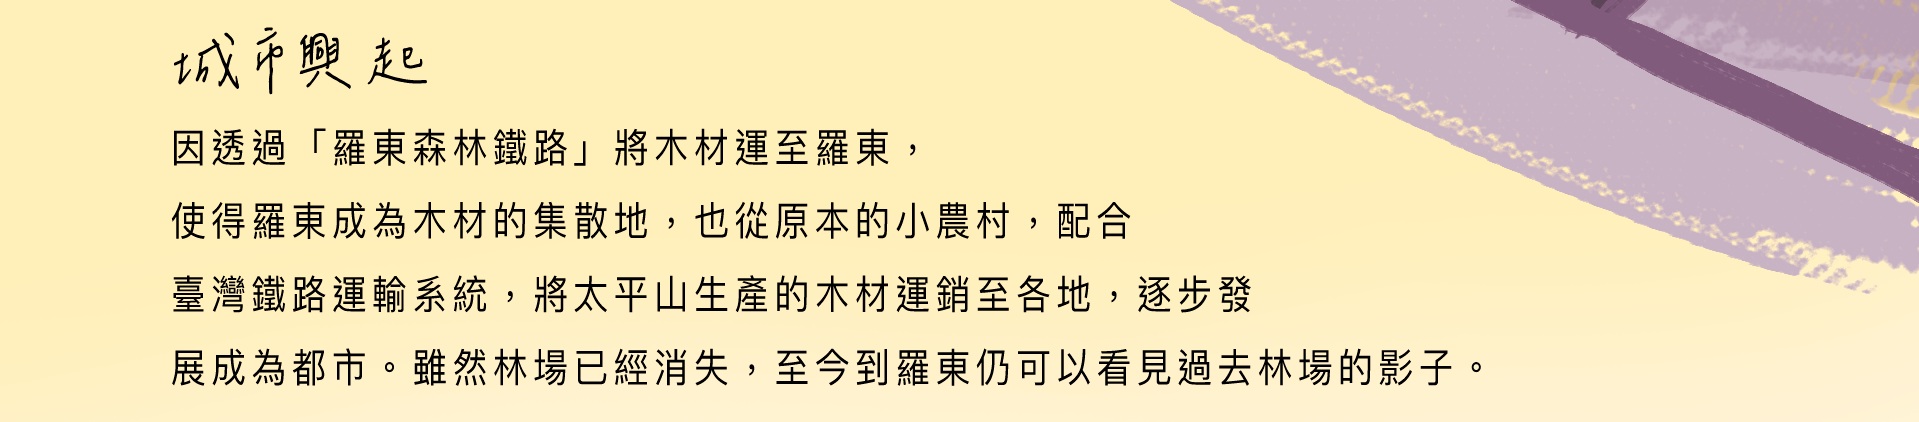 城市興起
因透過「羅東森林鐵路」將木材運至羅東，
使得羅東成為木材的集散地，也從原本的小農村，配合
臺灣鐵路運輸系統，將太平山生產的木材運銷至各地，逐步發
展成為都市。雖然林場已經消失，至今到羅東仍可以看見過去林場的影子。